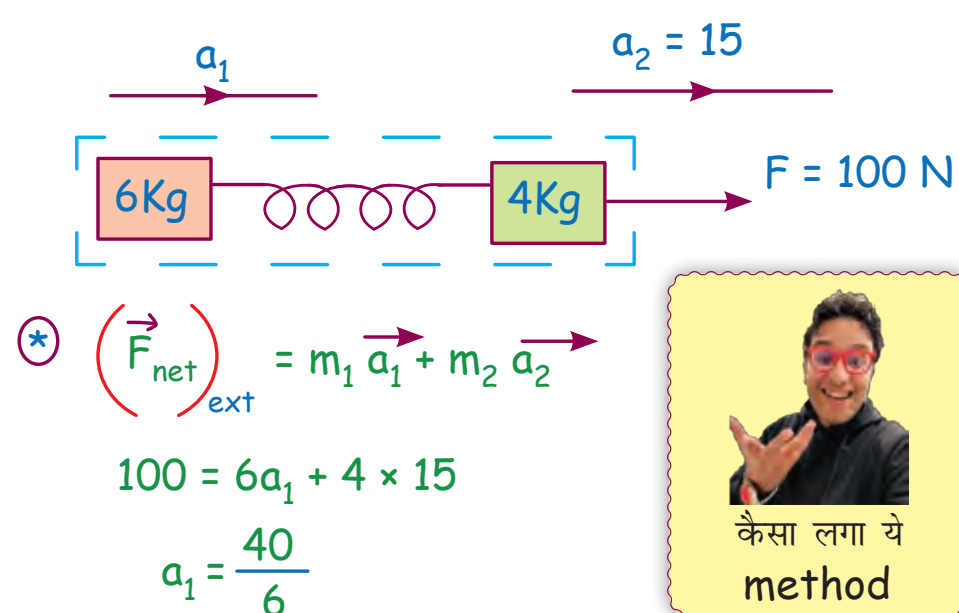 a₁
a₂ = 15
6Kg
4Kg
F = 100 N
* (F⃗net)ext = m₁ a₁⃗ + m₂ a₂⃗
100 = 6a₁ + 4 × 15
a₁ = 40/6
कैसा लगा ये
method